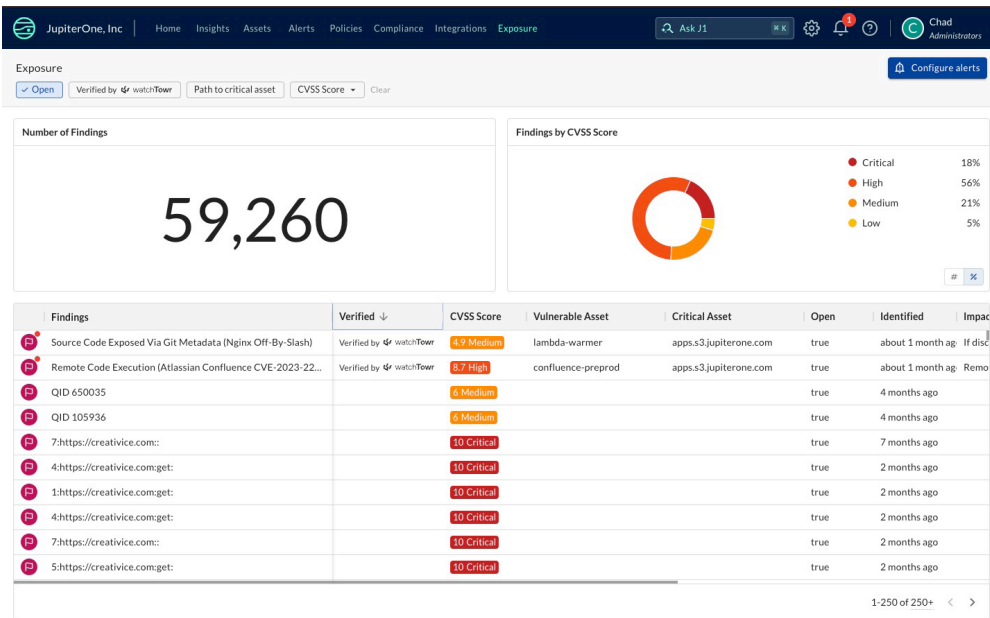 JupiterOne, Inc Home Insights Assets Alerts Policies Compliance Integrations Exposure Ask J1 ⌘ K 1 C Chad
Administrators
Exposure
Configure alerts
Open Verified by watchTowr Path to critical asset CVSS Score Clear
Number of Findings
59,260
Findings by CVSS Score
Critical 18%
High 56%
Medium 21%
Low 5%
# %
Findings Verified CVSS Score Vulnerable Asset Critical Asset Open Identified Impac
Source Code Exposed Via Git Metadata (Nginx Off-By-Slash) Verified by watchTowr 4.9 Medium lambda-warmer apps.s3.jupiterone.com true about 1 month ag If disc
Remote Code Execution (Atlassian Confluence CVE-2023-22... Verified by watchTowr 8.7 High confluence-preprod apps.s3.jupiterone.com true about 1 month ag Remo
QID 650035 6 Medium true 4 months ago
QID 105936 6 Medium true 4 months ago
7:https://creativice.com:: 10 Critical true 7 months ago
4:https://creativice.com:get: 10 Critical true 2 months ago
1:https://creativice.com:get: 10 Critical true 2 months ago
4:https://creativice.com:get: 10 Critical true 2 months ago
7:https://creativice.com:: 10 Critical true 2 months ago
5:https://creativice.com:get: 10 Critical true 2 months ago
1-250 of 250+